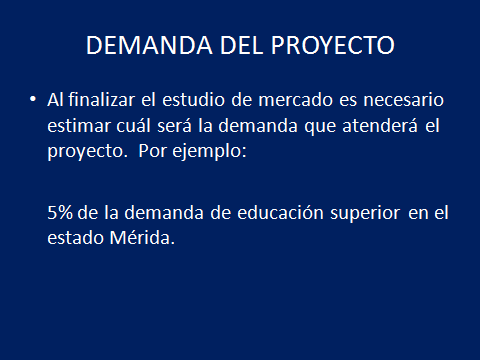 DEMANDA DEL PROYECTO
• Al finalizar el estudio de mercado es necesario
estimar cuál será la demanda que atenderá el
proyecto. Por ejemplo:
5% de la demanda de educación superior en el
estado Mérida.